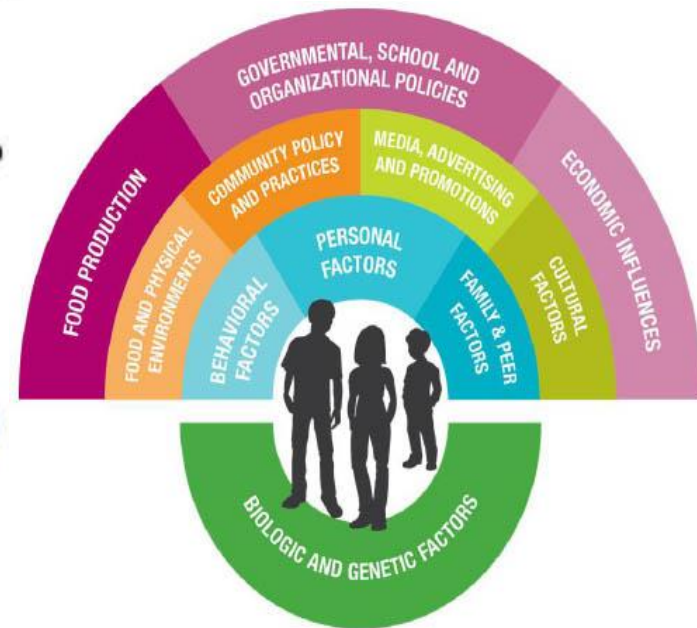 GOVERNMENTAL, SCHOOL AND
ORGANIZATIONAL POLICIES
FOOD PRODUCTION
ECONOMIC INFLUENCES
COMMUNITY POLICY
AND PRACTICES
MEDIA, ADVERTISING
AND PROMOTIONS
FOOD AND PHYSICAL
ENVIRONMENTS
CULTURAL
FACTORS
PERSONAL
FACTORS
BEHAVIORAL
FACTORS
FAMILY & PEER
FACTORS
BIOLOGIC AND GENETIC FACTORS